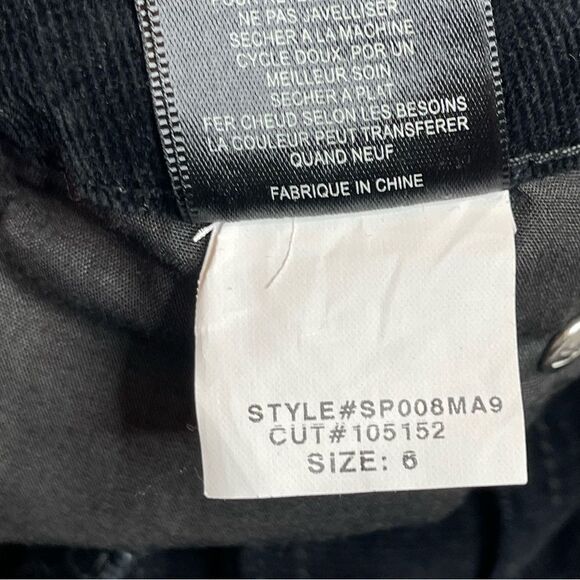 NE PAS JAVELLISER
SECHER A LA MACHINE
CYCLE DOUX, POR UN
MEILLEUR SOIN
SECHER A PLAT
FER CHEUD SELON LES BESOINS
LA COULEUR PEUT TRANSFERER
QUAND NEUF
FABRIQUE IN CHINE
STYLE#SP008MA9
CUT#105152
SIZE: 6